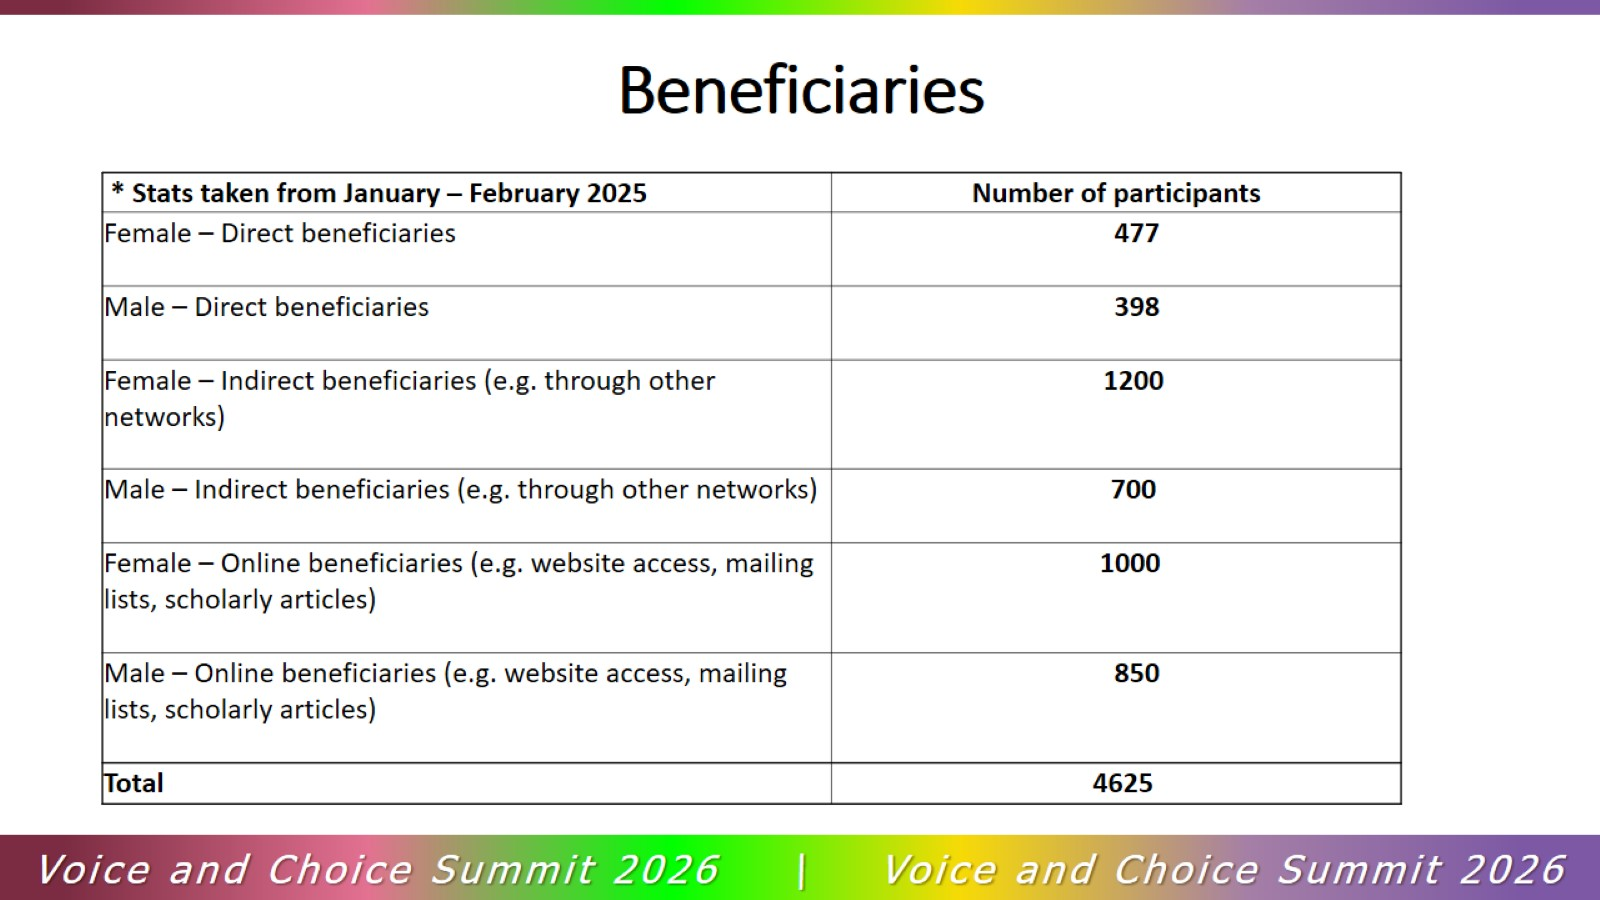 Beneficiaries
* Stats taken from January – February 2025
Number of participants
Female – Direct beneficiaries
477
Male – Direct beneficiaries
398
Female – Indirect beneficiaries (e.g. through other
networks)
1200
Male – Indirect beneficiaries (e.g. through other networks)
700
Female – Online beneficiaries (e.g. website access, mailing
lists, scholarly articles)
1000
Male – Online beneficiaries (e.g. website access, mailing
lists, scholarly articles)
850
Total
4625
Voice and Choice Summit 2026 | Voice and Choice Summit 2026